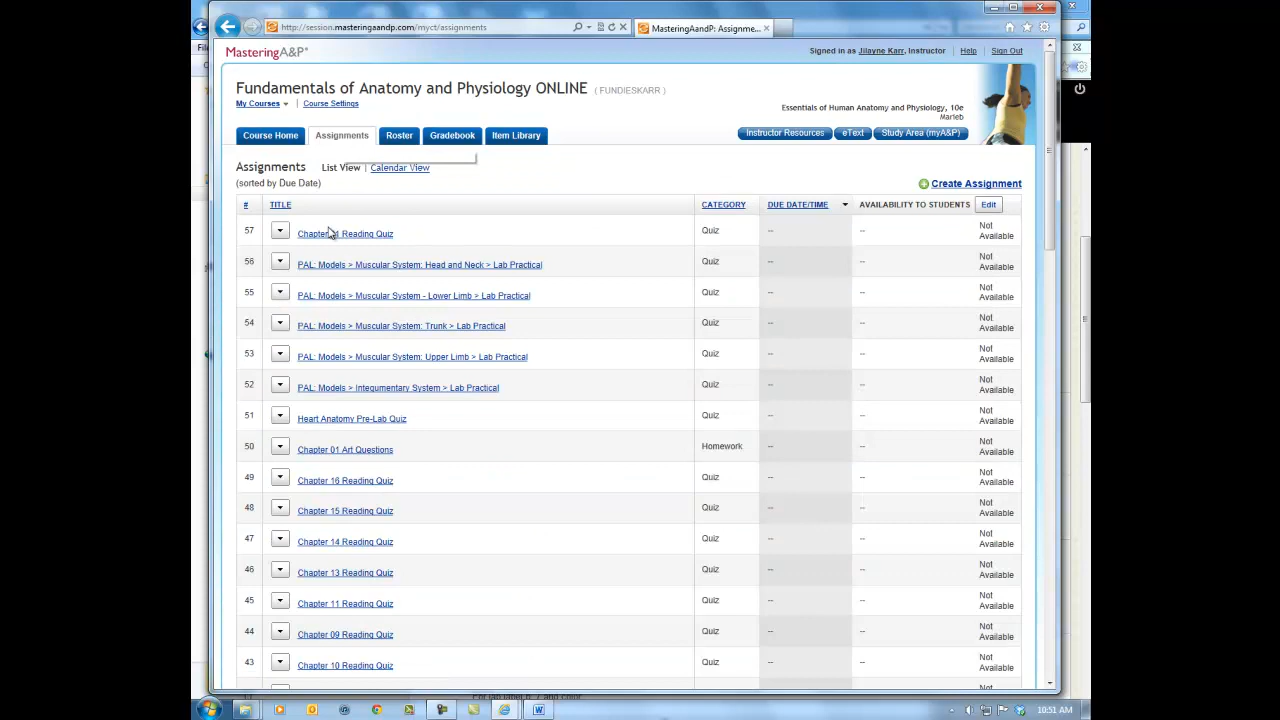 http://session.masteringaandp.com/myct/assignments
MasteringAandP: Assignme...
MasteringA&P®
Signed in as Jilayne Karr, Instructor Help Sign Out
Fundamentals of Anatomy and Physiology ONLINE ( FUNDIESKARR )
My Courses Course Settings
Essentials of Human Anatomy and Physiology, 10e
Marieb
Course Home Assignments Roster Gradebook Item Library
Instructor Resources eText Study Area (myA&P)
Assignments List View | Calendar View
(sorted by Due Date)
Create Assignment
# TITLE CATEGORY DUE DATE/TIME AVAILABILITY TO STUDENTS Edit
57 Chapter 1 Reading Quiz Quiz -- -- Not Available
56 PAL: Models > Muscular System: Head and Neck > Lab Practical Quiz -- -- Not Available
55 PAL: Models > Muscular System - Lower Limb > Lab Practical Quiz -- -- Not Available
54 PAL: Models > Muscular System: Trunk > Lab Practical Quiz -- -- Not Available
53 PAL: Models > Muscular System: Upper Limb > Lab Practical Quiz -- -- Not Available
52 PAL: Models > Integumentary System > Lab Practical Quiz -- -- Not Available
51 Heart Anatomy Pre-Lab Quiz Quiz -- -- Not Available
50 Chapter 01 Art Questions Homework -- -- Not Available
49 Chapter 16 Reading Quiz Quiz -- -- Not Available
48 Chapter 15 Reading Quiz Quiz -- -- Not Available
47 Chapter 14 Reading Quiz Quiz -- -- Not Available
46 Chapter 13 Reading Quiz Quiz -- -- Not Available
45 Chapter 11 Reading Quiz Quiz -- -- Not Available
44 Chapter 09 Reading Quiz Quiz -- -- Not Available
43 Chapter 10 Reading Quiz Quiz -- -- Not Available
Not
10:51 AM